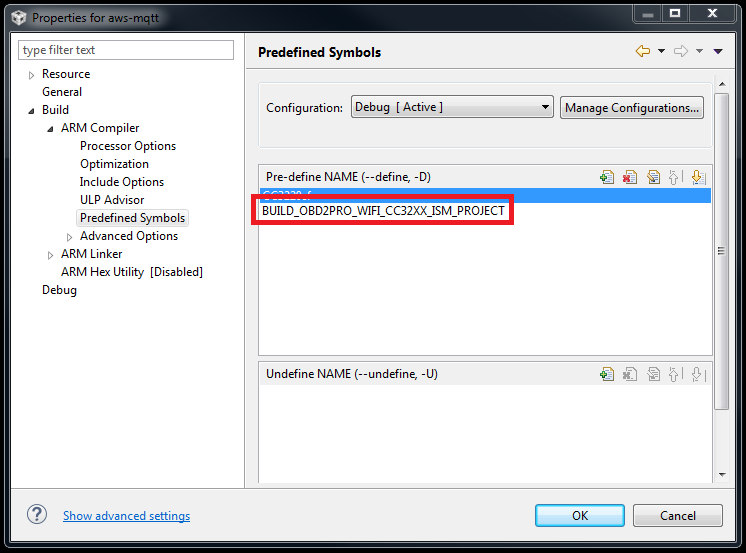 Properties for aws-mqtt
type filter text
Resource
General
Build
ARM Compiler
Processor Options
Optimization
Include Options
ULP Advisor
Predefined Symbols
Advanced Options
ARM Linker
ARM Hex Utility [Disabled]
Debug
Predefined Symbols
Configuration:
Debug [ Active ]
Manage Configurations...
Pre-define NAME (--define, -D)
BUILD_OBD2PRO_WIFI_CC32XX_ISM_PROJECT
Undefine NAME (--undefine, -U)
?
Show advanced settings
OK
Cancel